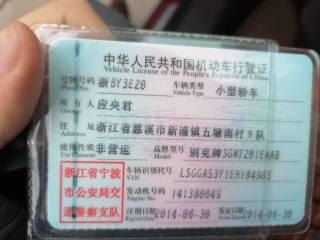 中华人民共和国机动车行驶证
Vehicle License of the People's Republic of China
号牌号码 浙BY3E20 车辆类型 小型轿车
Plate No. Vehicle Type
所有人 应央君
Owner
住址 浙江省慈溪市新浦镇五塘南村9队
Address
使用性质 非营运 品牌型号 别克牌SGM7201EAAB
Use Character Model
浙江省宁波
市公安局交
通警察支队
车辆识别代号 LSGGA53Y1EH184985
VIN
发动机号码 141380049
Engine No.
注册日期 2014-06-30 发证日期 2014-06-30